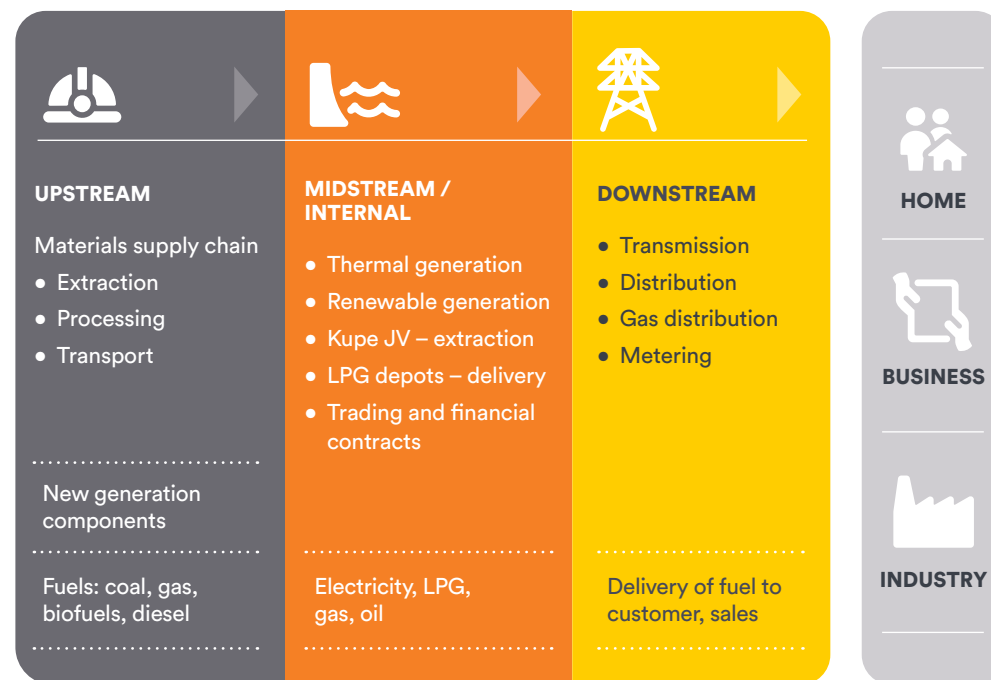 UPSTREAM
Materials supply chain
● Extraction
● Processing
● Transport
New generation
components
Fuels: coal, gas,
biofuels, diesel
MIDSTREAM /
INTERNAL
● Thermal generation
● Renewable generation
● Kupe JV – extraction
● LPG depots – delivery
● Trading and financial
contracts
Electricity, LPG,
gas, oil
DOWNSTREAM
● Transmission
● Distribution
● Gas distribution
● Metering
Delivery of fuel to
customer, sales
HOME
BUSINESS
INDUSTRY